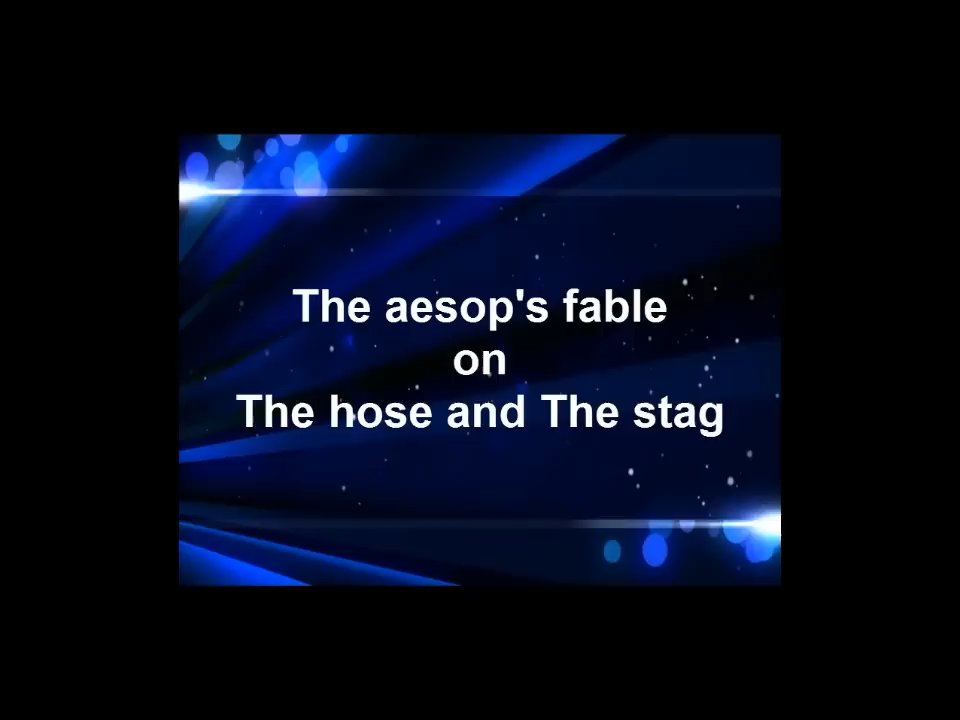 The aesop's fable
on
The hose and The stag